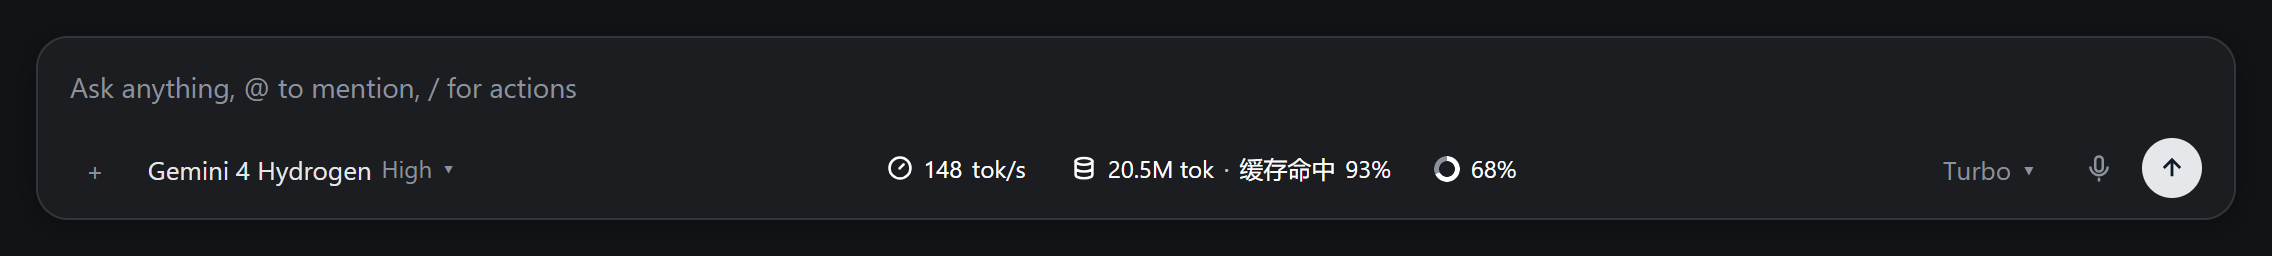 Ask anything, @ to mention, / for actions
+ Gemini 4 Hydrogen High ▾ 148 tok/s 20.5M tok · 缓存命中 93% 68% Turbo ▾